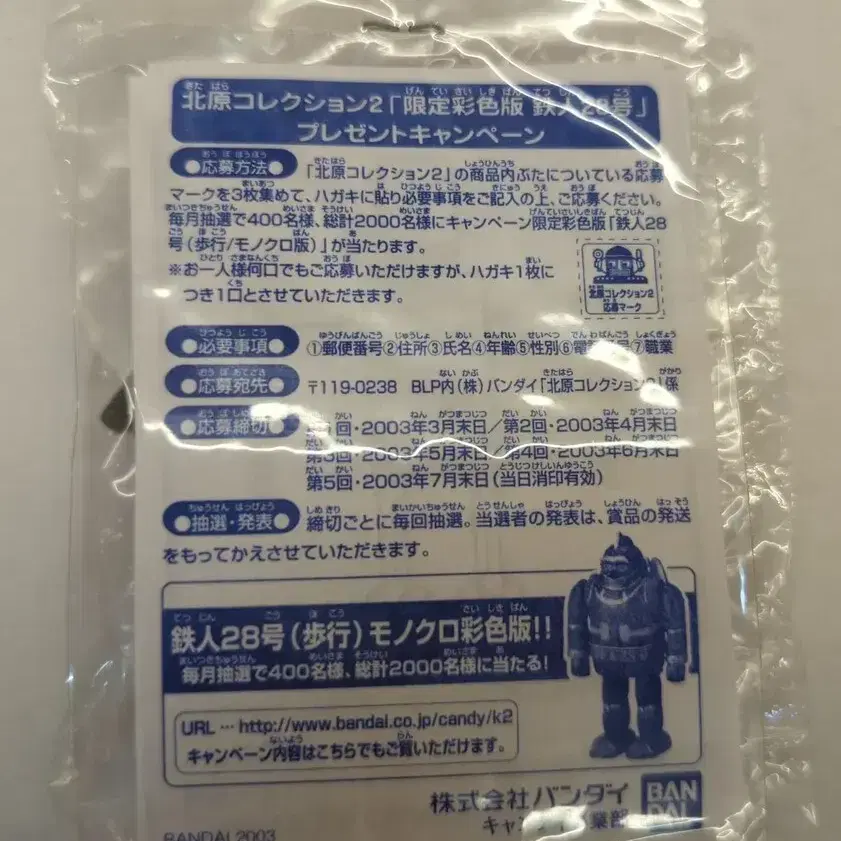 北原コレクション2「限定彩色版 鉄人28号」
プレゼントキャンペーン
●応募方法● 「北原コレクション2」の商品内ぶたについている応募
マークを3枚集めて、ハガキに貼り必要事項をご記入の上、ご応募ください。
毎月抽選で400名様、総計2000名様にキャンペーン限定彩色版「鉄人28
号(歩行/モノクロ版)」が当たります。
※お一人様何口でもご応募いただけますが、ハガキ1枚に
つき1口とさせていただきます。
北原コレクション2
応募マーク
●必要事項● ①郵便番号②住所③氏名④年齢⑤性別⑥電話番号⑦職業
●応募宛先● 〒119-0238 BLP内(株)バンダイ「北原コレクション2」係
●応募締切● 第1回・2003年3月末日/第2回・2003年4月末日
第3回・2003年5月末日/第4回・2003年6月末日
第5回・2003年7月末日(当日消印有効)
●抽選・発表● 締切ごとに毎回抽選。当選者の発表は、賞品の発送
をもってかえさせていただきます。
鉄人28号(歩行)モノクロ彩色版!!
毎月抽選で400名様、総計2000名様に当たる!
URL … http://www.bandai.co.jp/candy/k2
キャンペーン内容はこちらでもご覧いただけます。
株式会社バンダイ
BAN
DAI
BANDAI2003